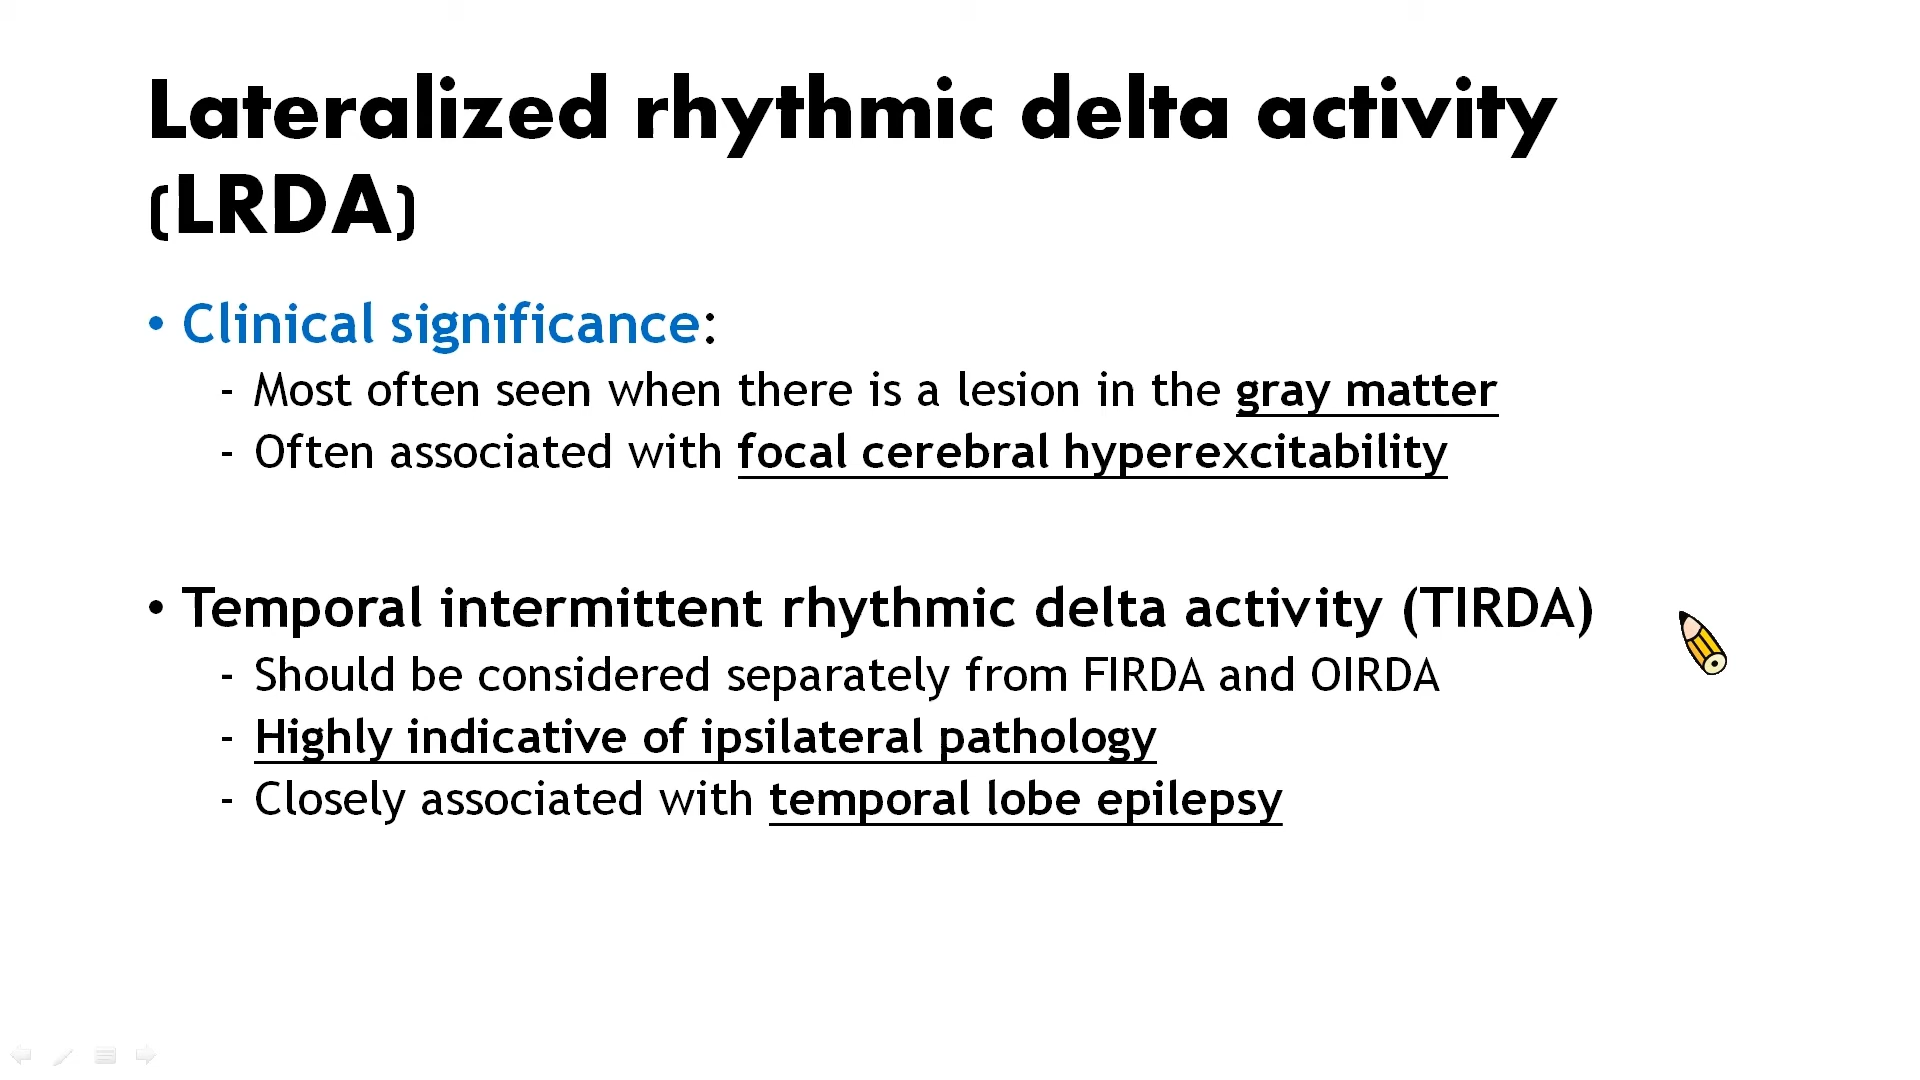 Lateralized rhythmic delta activity
(LRDA)
• Clinical significance:
- Most often seen when there is a lesion in the gray matter
- Often associated with focal cerebral hyperexcitability
• Temporal intermittent rhythmic delta activity (TIRDA)
- Should be considered separately from FIRDA and OIRDA
- Highly indicative of ipsilateral pathology
- Closely associated with temporal lobe epilepsy